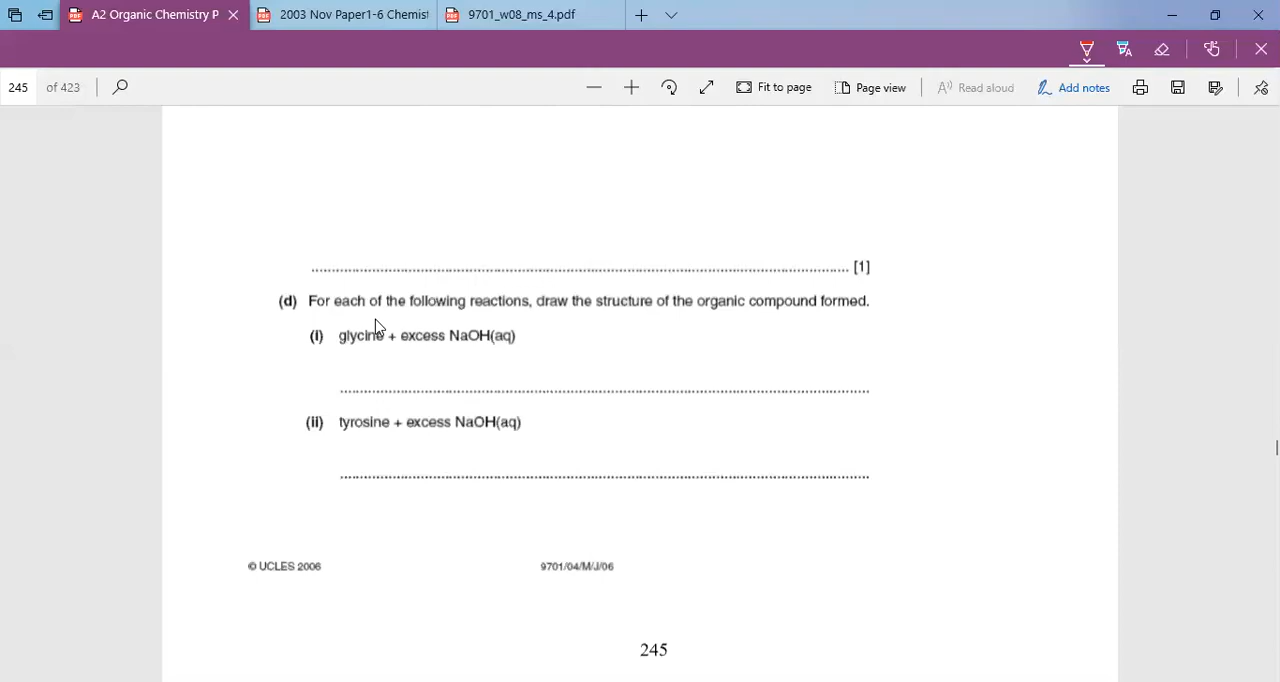 A2 Organic Chemistry P
2003 Nov Paper1-6 Chemist
9701_w08_ms_4.pdf
245 of 423
Fit to page
Page view
Read aloud
Add notes
.......... [1]
(d) For each of the following reactions, draw the structure of the organic compound formed.
(i) glycine + excess NaOH(aq)
..........
(ii) tyrosine + excess NaOH(aq)
..........
© UCLES 2006 9701/04/M/J/06
245